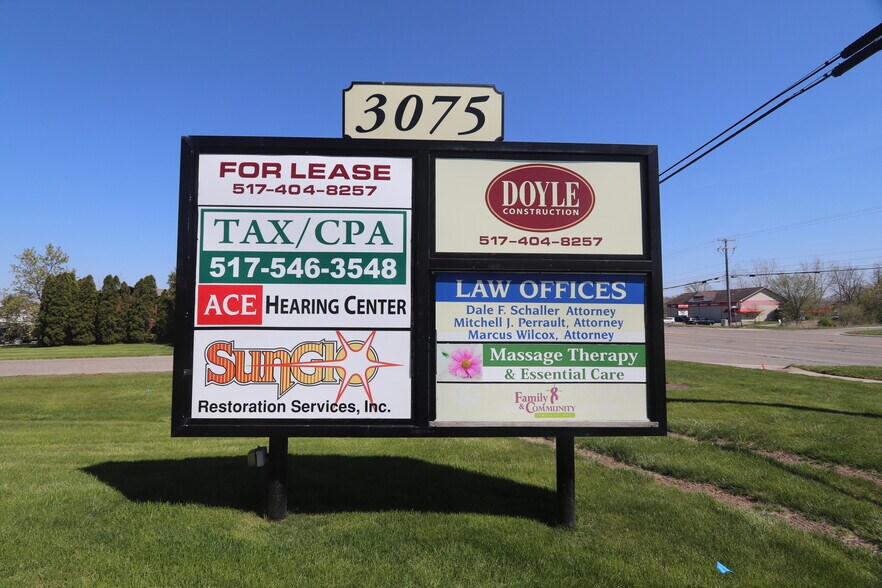 3075
FOR LEASE
517-404-8257
TAX/CPA
517-546-3548
ACE HEARING CENTER
SUNGLO
Restoration Services, Inc.
DOYLE
CONSTRUCTION
517-404-8257
LAW OFFICES
Dale F. Schaller Attorney
Mitchell J. Perrault, Attorney
Marcus Wilcox, Attorney
Massage Therapy
& Essential Care
Family
& COMMUNITY